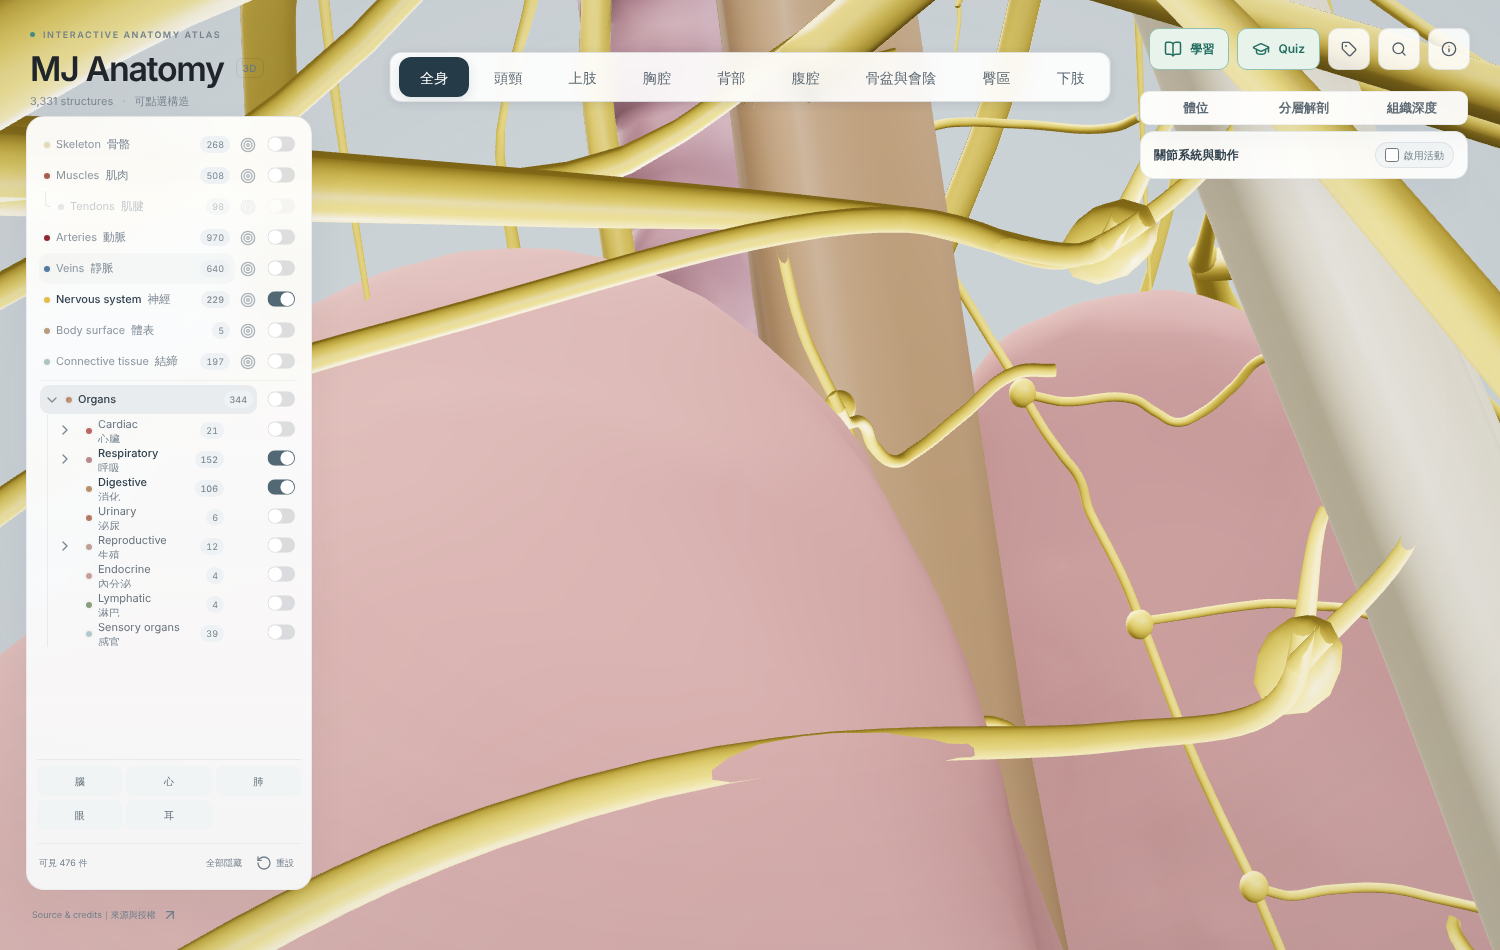 INTERACTIVE ANATOMY ATLAS
MJ Anatomy 3D
3,331 structures · 可點選構造
全身 頭頸 上肢 胸腔 背部 腹腔 骨盆與會陰 臀區 下肢
學習 Quiz
體位 分層解剖 組織深度
關節系統與動作 啟用活動
Skeleton 骨骼 268
Muscles 肌肉 508
Tendons 肌腱 98
Arteries 動脈 970
Veins 靜脈 640
Nervous system 神經 229
Body surface 體表 5
Connective tissue 結締 197
Organs 344
Cardiac 21
心臟
Respiratory 152
呼吸
Digestive 106
消化
Urinary 6
泌尿
Reproductive 12
生殖
Endocrine 4
內分泌
Lymphatic 4
淋巴
Sensory organs 39
感官
腦 心 肺
眼 耳
可見 476 件 全部隱藏 重設
Source & credits | 來源與授權